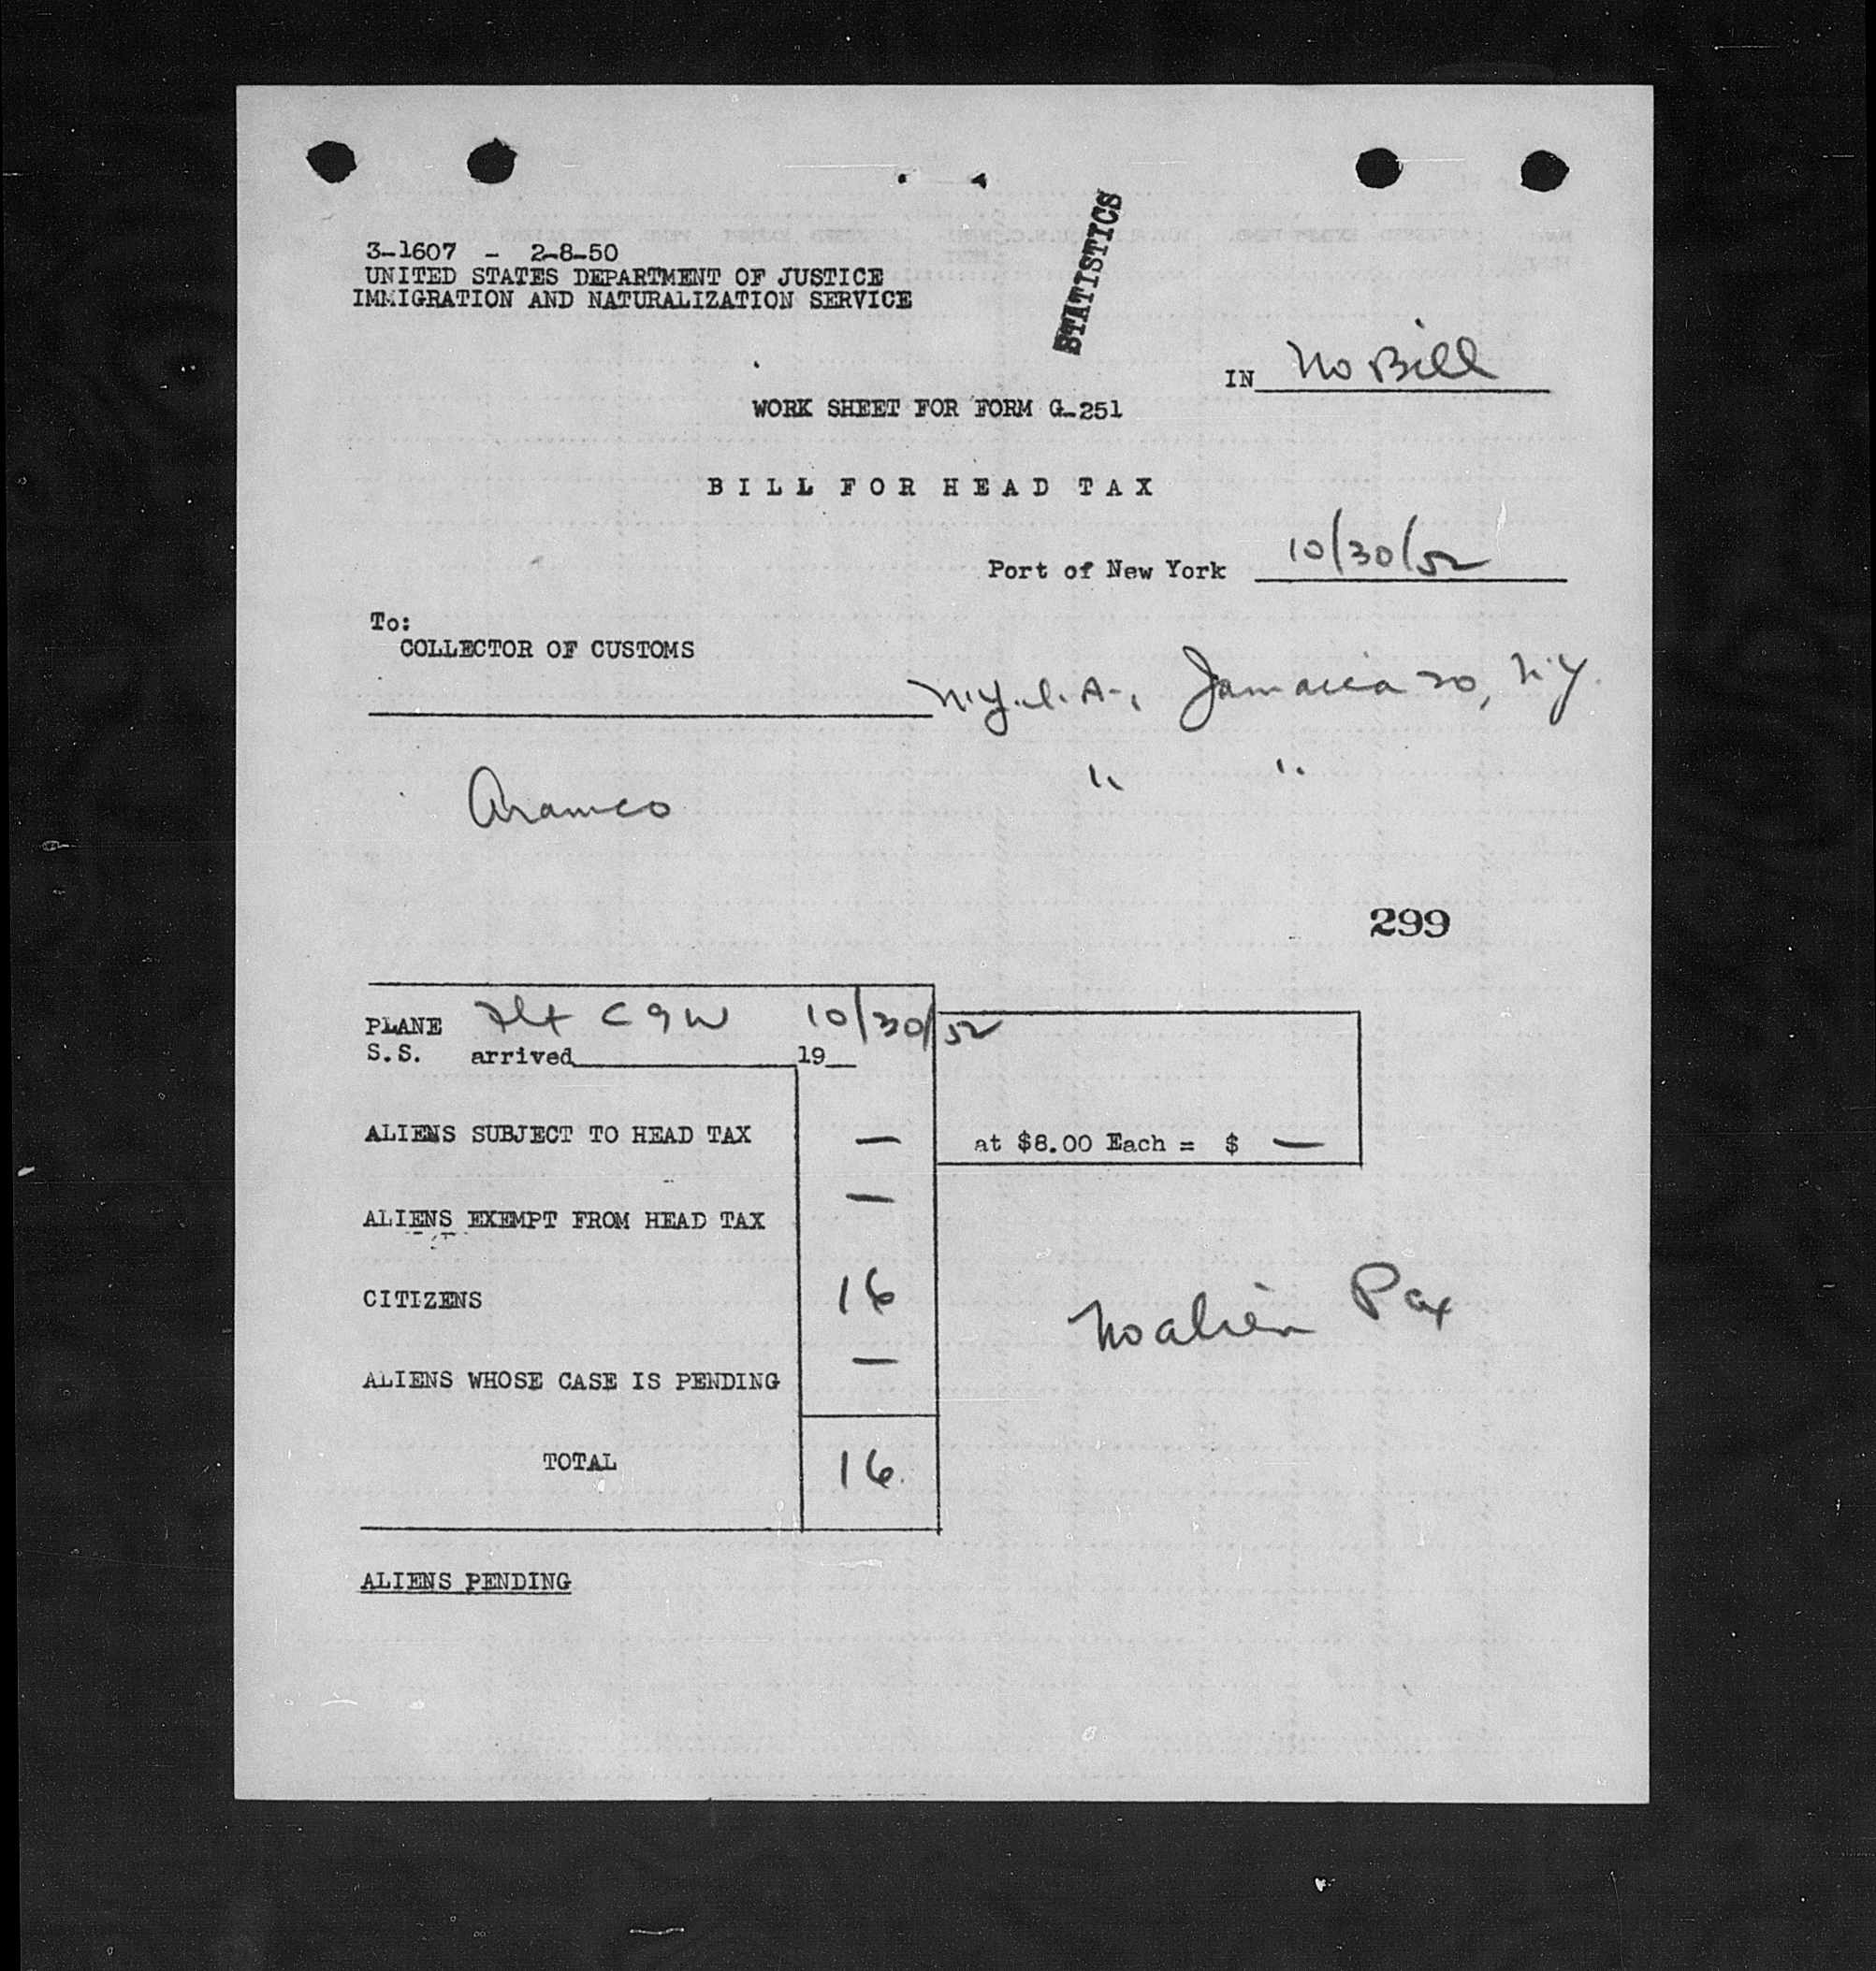 STATISTICS
3-1607 - 2-8-50
UNITED STATES DEPARTMENT OF JUSTICE
IMMIGRATION AND NATURALIZATION SERVICE
IN No Bill
WORK SHEET FOR FORM G-251
BILL FOR HEAD TAX
Port of New York 10/30/52
To:
COLLECTOR OF CUSTOMS
N.Y.I.A., Jamaica 20, N.Y.
Aramco " "
299
PLANE Flt C9W 10/30/52
S.S. arrived 19
ALIENS SUBJECT TO HEAD TAX — at $8.00 Each = $ —
ALIENS EXEMPT FROM HEAD TAX —
CITIZENS 16
No alien Pax
ALIENS WHOSE CASE IS PENDING —
TOTAL 16
ALIENS PENDING